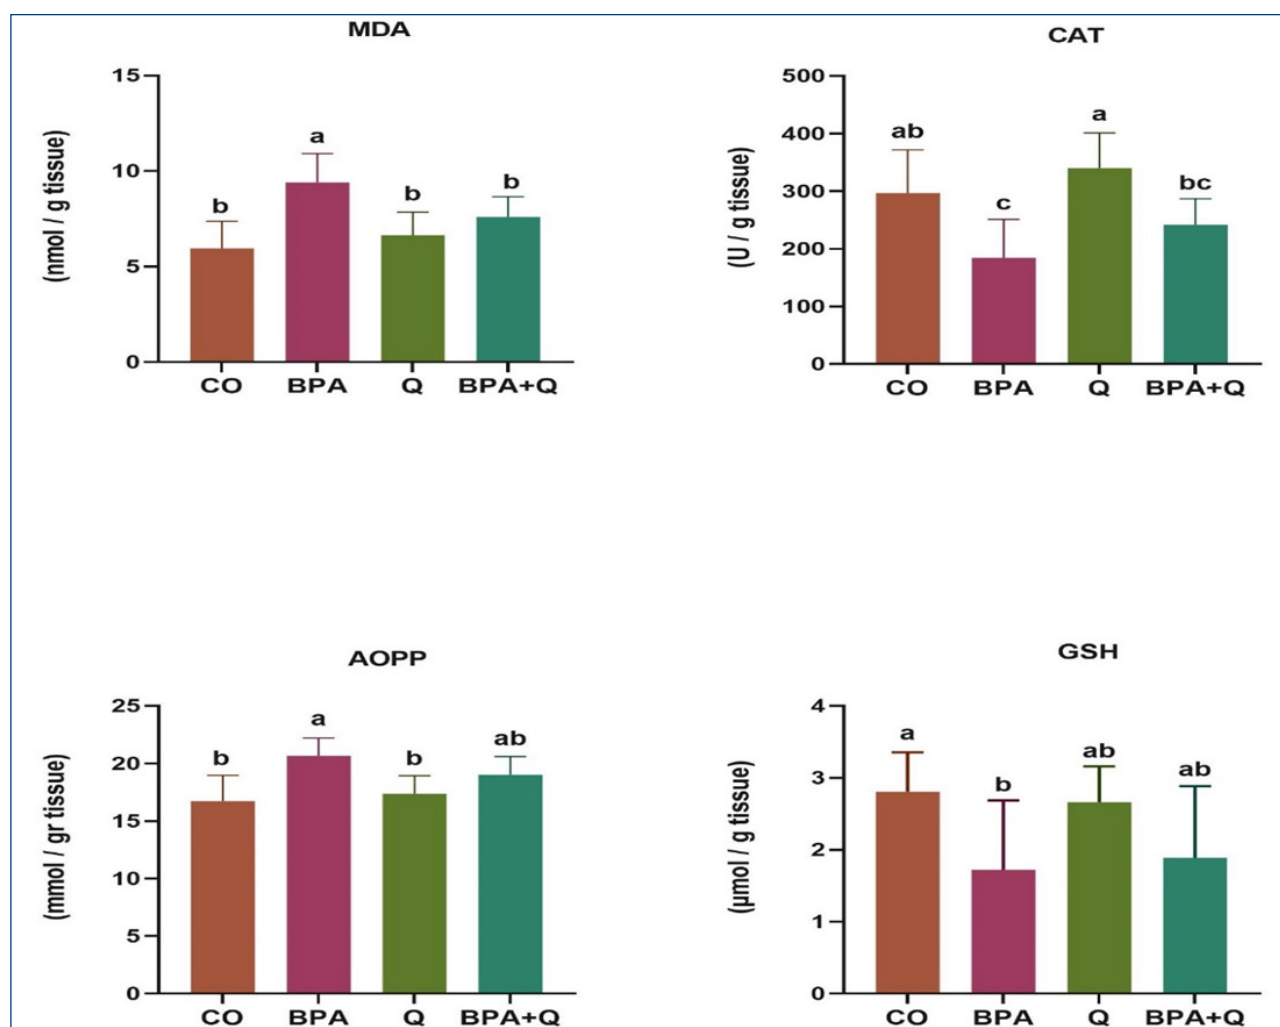 MDA
(nmol / g tissue)
15
10
5
0
b
a
b
b
CO BPA Q BPA+Q
CAT
(U / g tissue)
500
400
300
200
100
0
ab
c
a
bc
CO BPA Q BPA+Q
AOPP
(mmol / gr tissue)
25
20
15
10
5
0
b
a
b
ab
CO BPA Q BPA+Q
GSH
(µmol / g tissue)
4
3
2
1
0
a
b
ab
ab
CO BPA Q BPA+Q